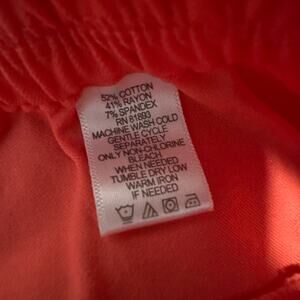 52% COTTON
41% RAYON
7% SPANDEX
RN 81893
MACHINE WASH COLD
GENTLE CYCLE
SEPARATELY
ONLY NON-CHLORINE
BLEACH
WHEN NEEDED
TUMBLE DRY LOW
WARM IRON
IF NEEDED